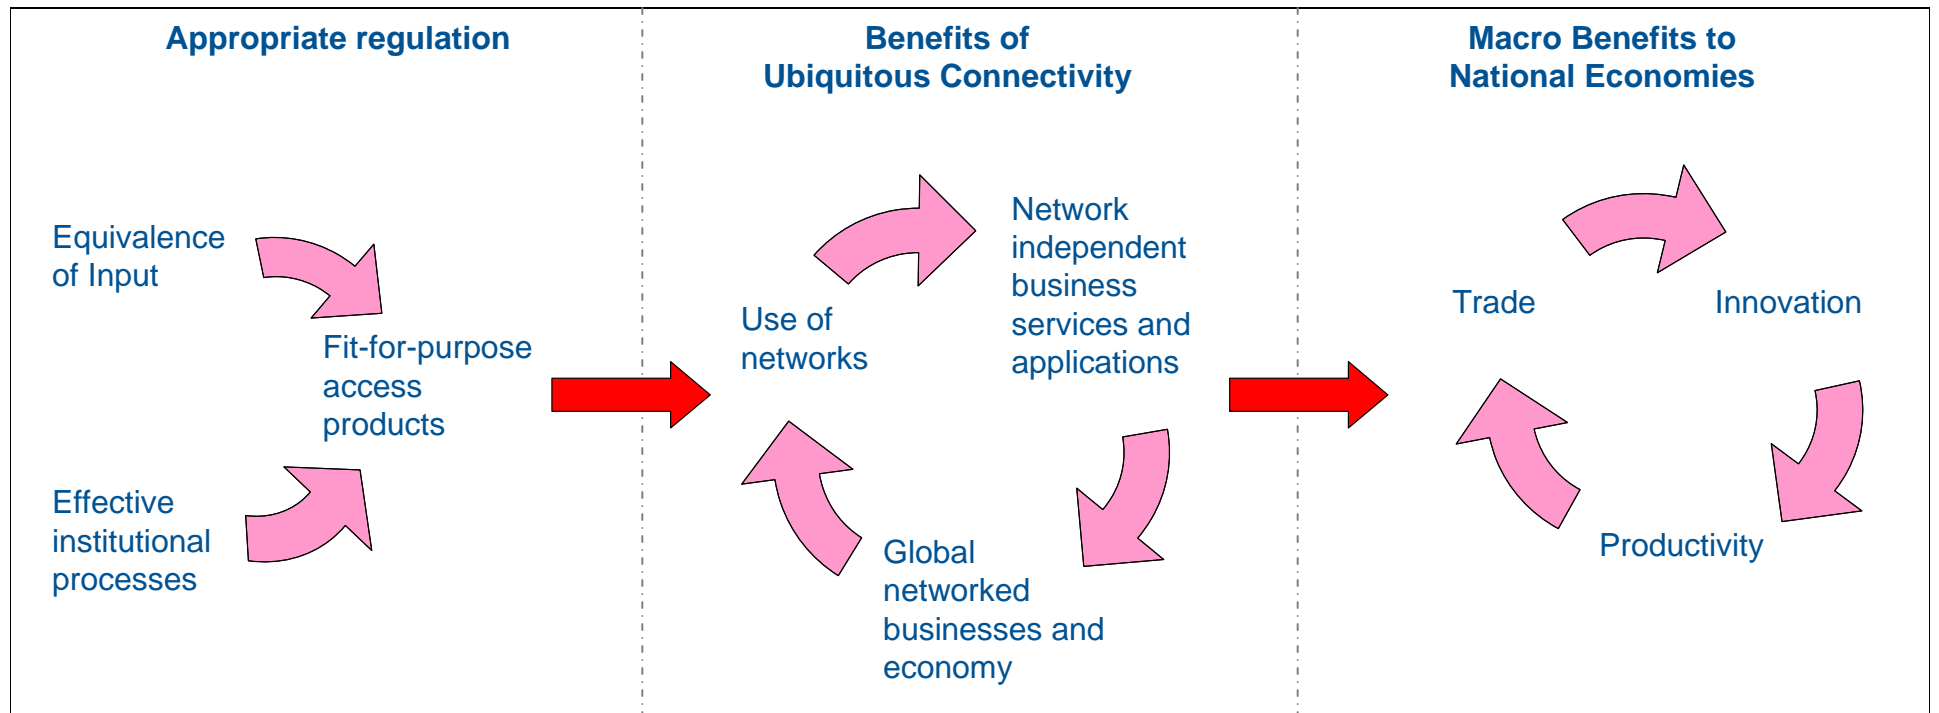 Appropriate regulation
Equivalence
of Input
Fit-for-purpose
access
products
Effective
institutional
processes
Benefits of
Ubiquitous Connectivity
Use of
networks
Network
independent
business
services and
applications
Global
networked
businesses and
economy
Macro Benefits to
National Economies
Trade
Innovation
Productivity